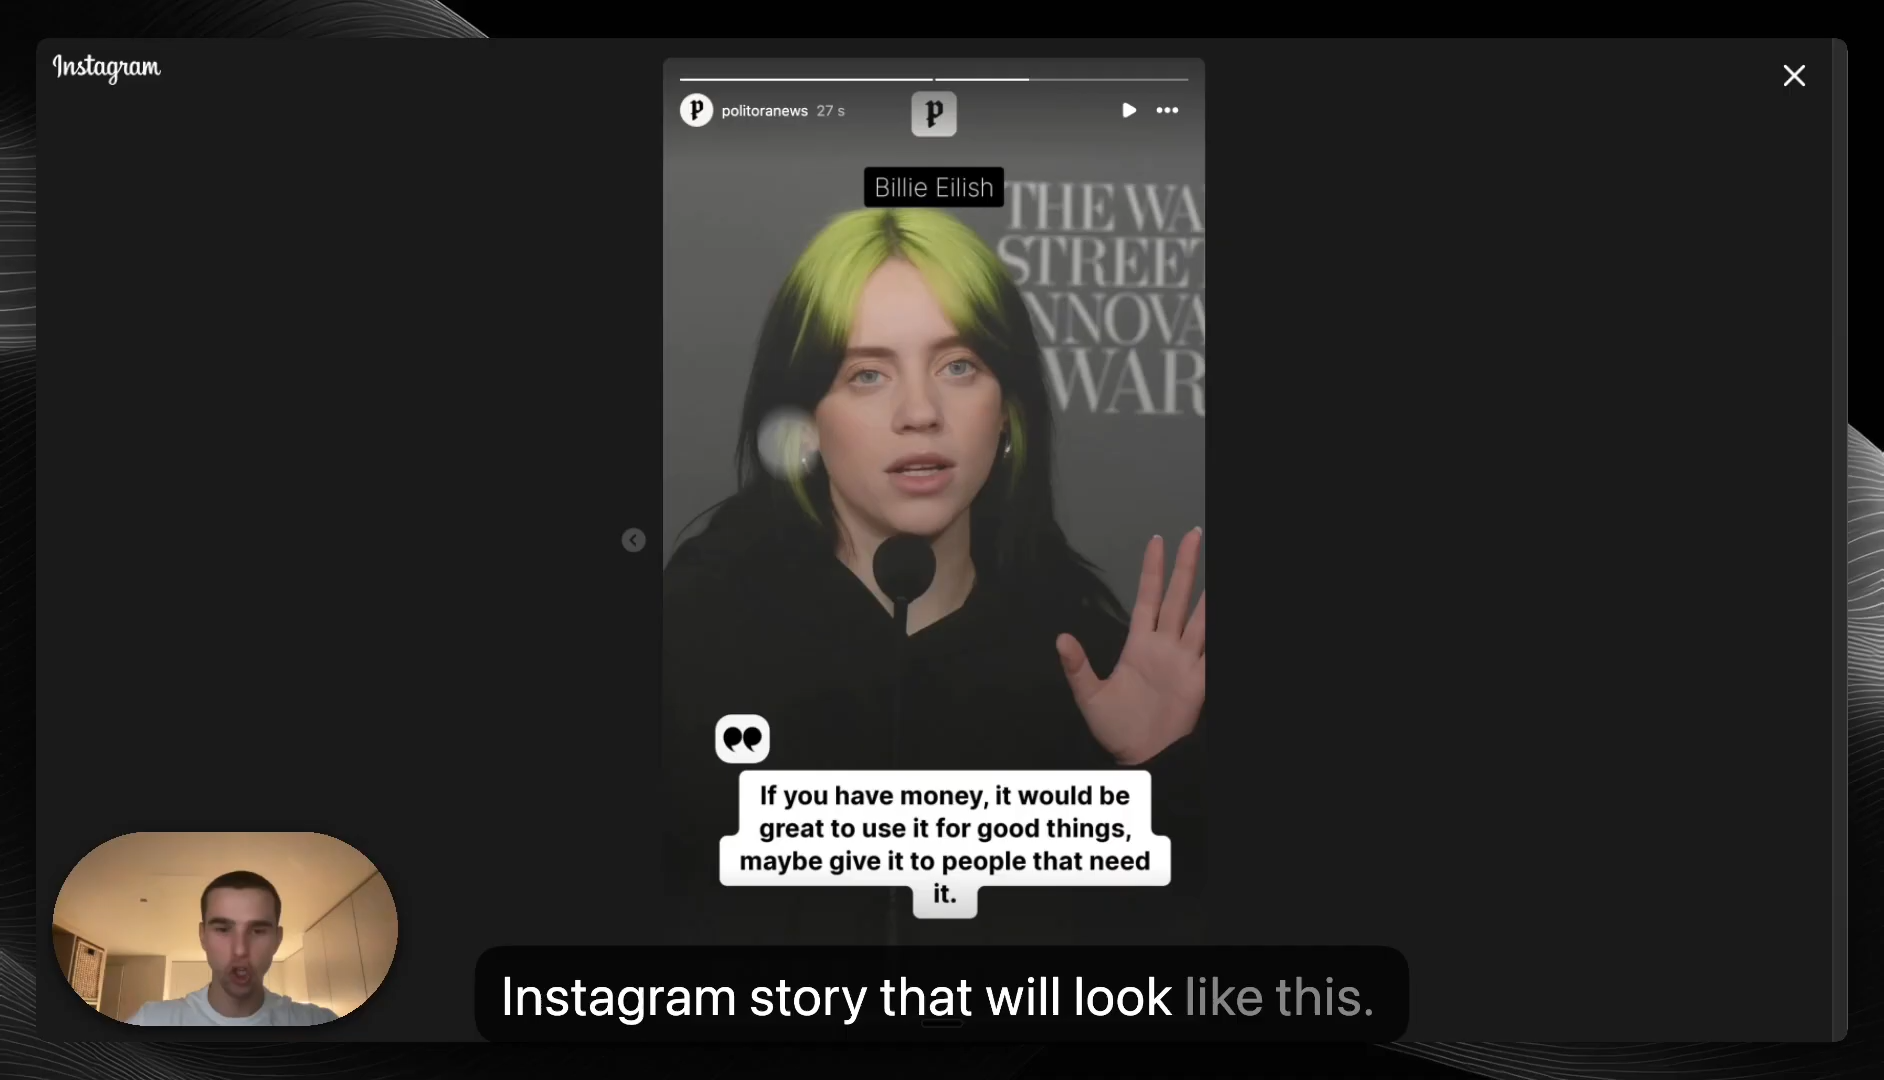 Instagram
politoranews 27 s
p
p
Billie Eilish
THE WA
STREET
INNOVA
WAR
If you have money, it would be
great to use it for good things,
maybe give it to people that need
it.
Instagram story that will look like this.